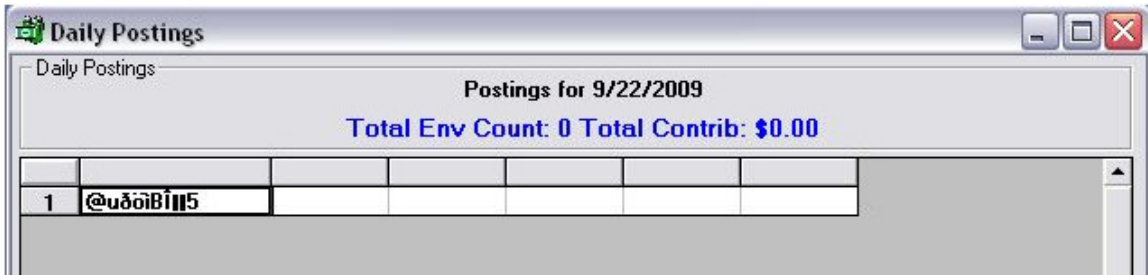 Daily Postings
Daily Postings
Postings for 9/22/2009
Total Env Count: 0 Total Contrib: $0.00
1